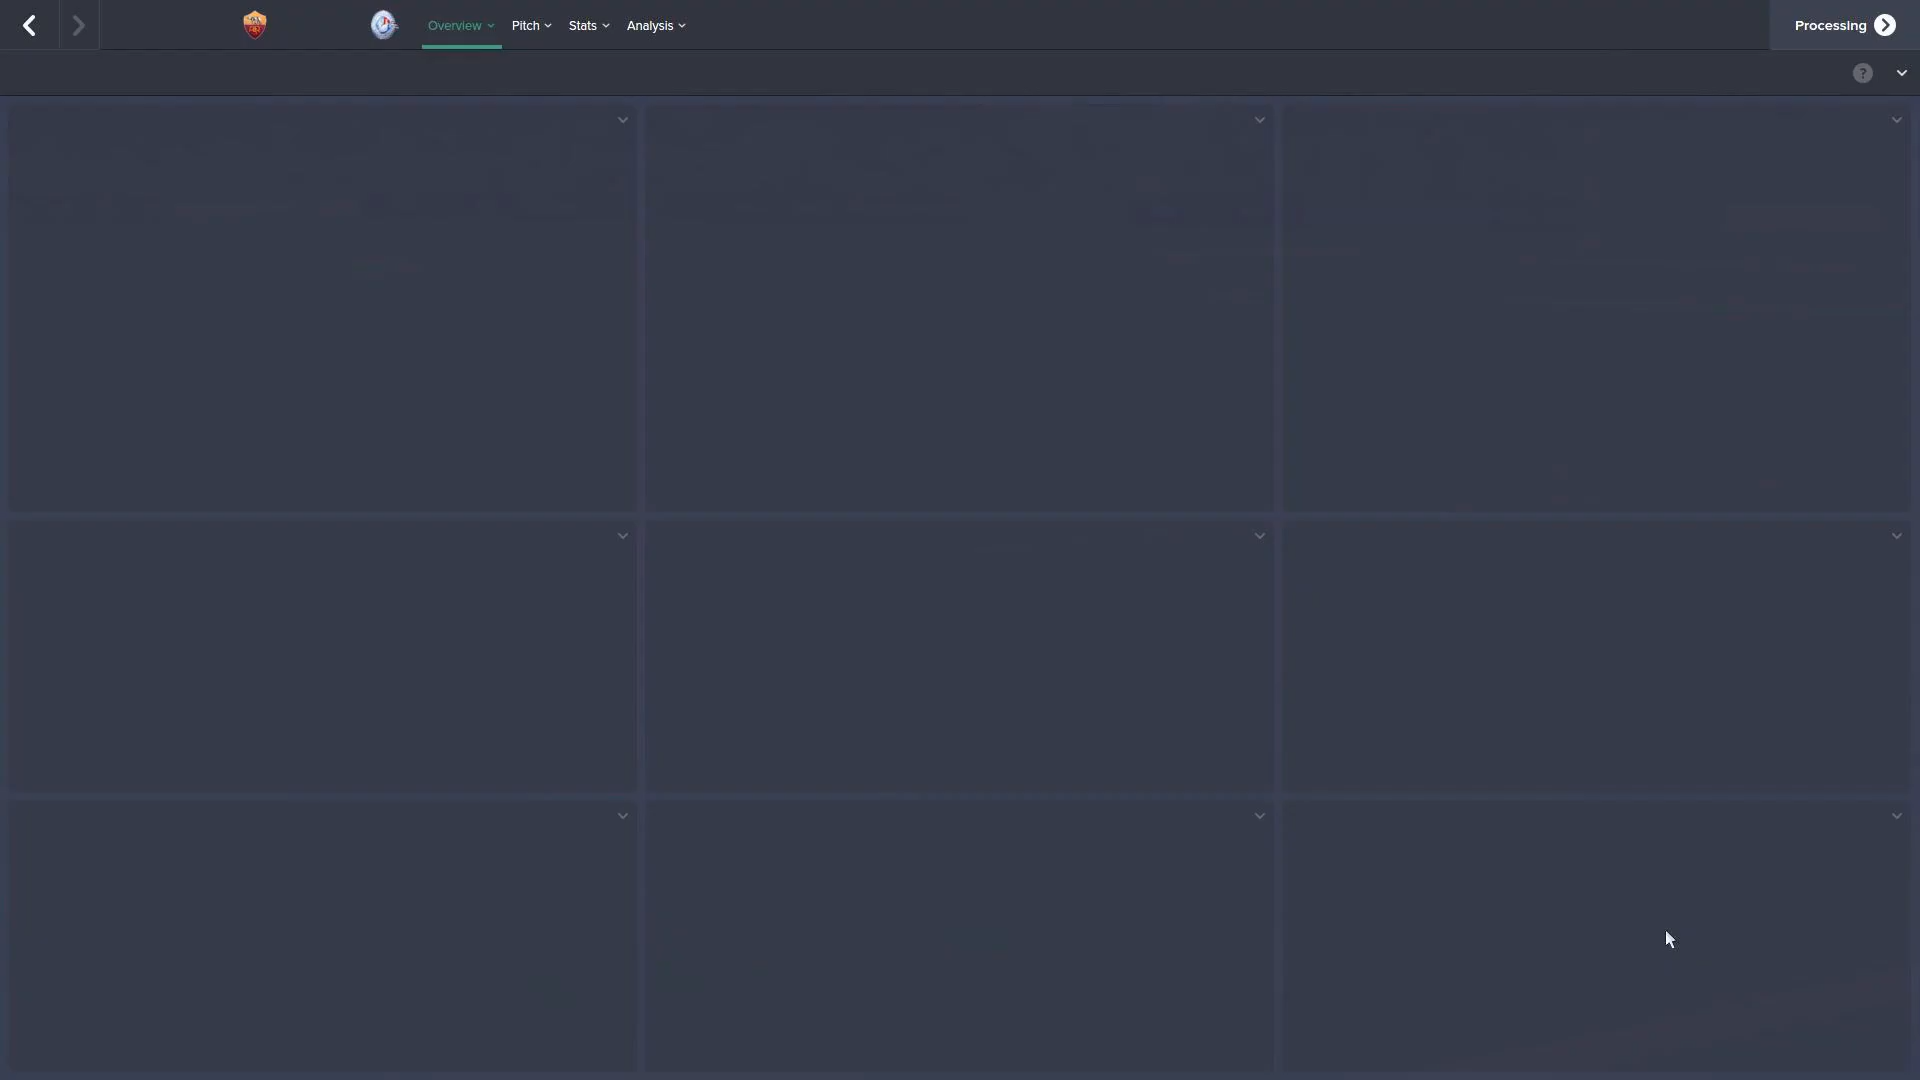 Overview
Pitch
Stats
Analysis
Processing
?